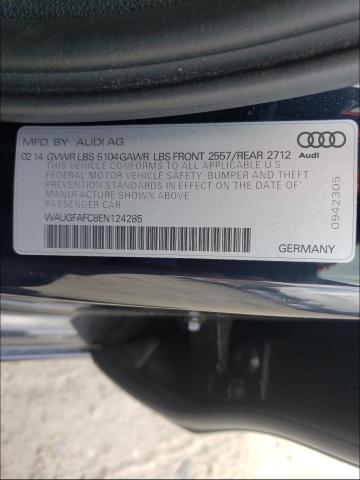 MFD BY AUDI AG
02 14 GVWR LBS 5104 GAWR LBS FRONT 2557/REAR 2712
Audi
THIS VEHICLE CONFORMS TO ALL APPLICABLE U.S.
FEDERAL MOTOR VEHICLE SAFETY, BUMPER AND THEFT
STANDARDS IN EFFECT ON THE DATE OF
MANUFACTURE SHOWN ABOVE.
PASSENGER CAR
WAUGFAFC8EN124285
GERMANY
0942305